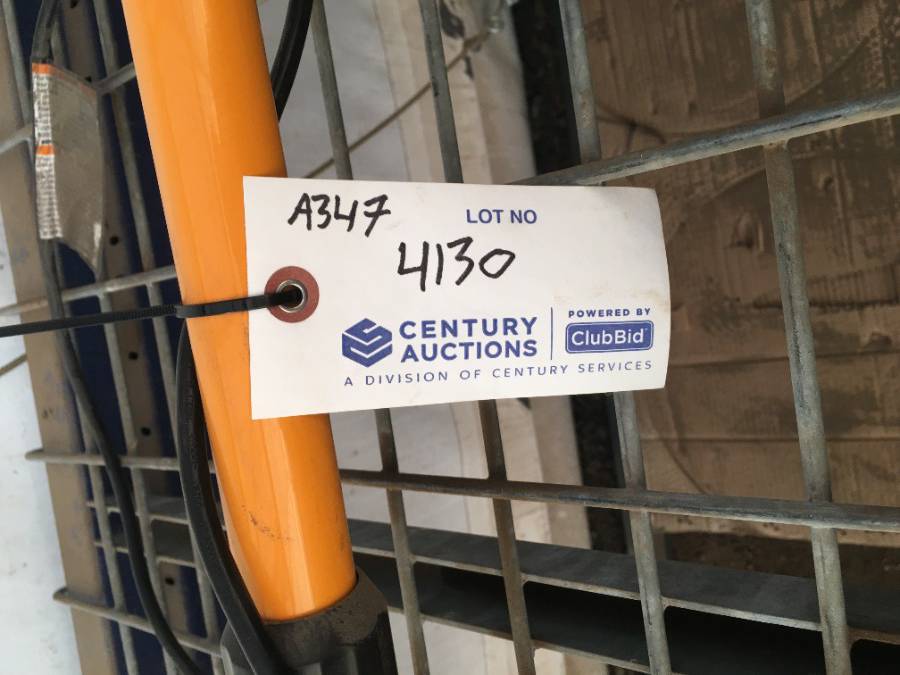 A347
LOT NO
4130
CENTURY
AUCTIONS
POWERED BY
ClubBid
A DIVISION OF CENTURY SERVICES